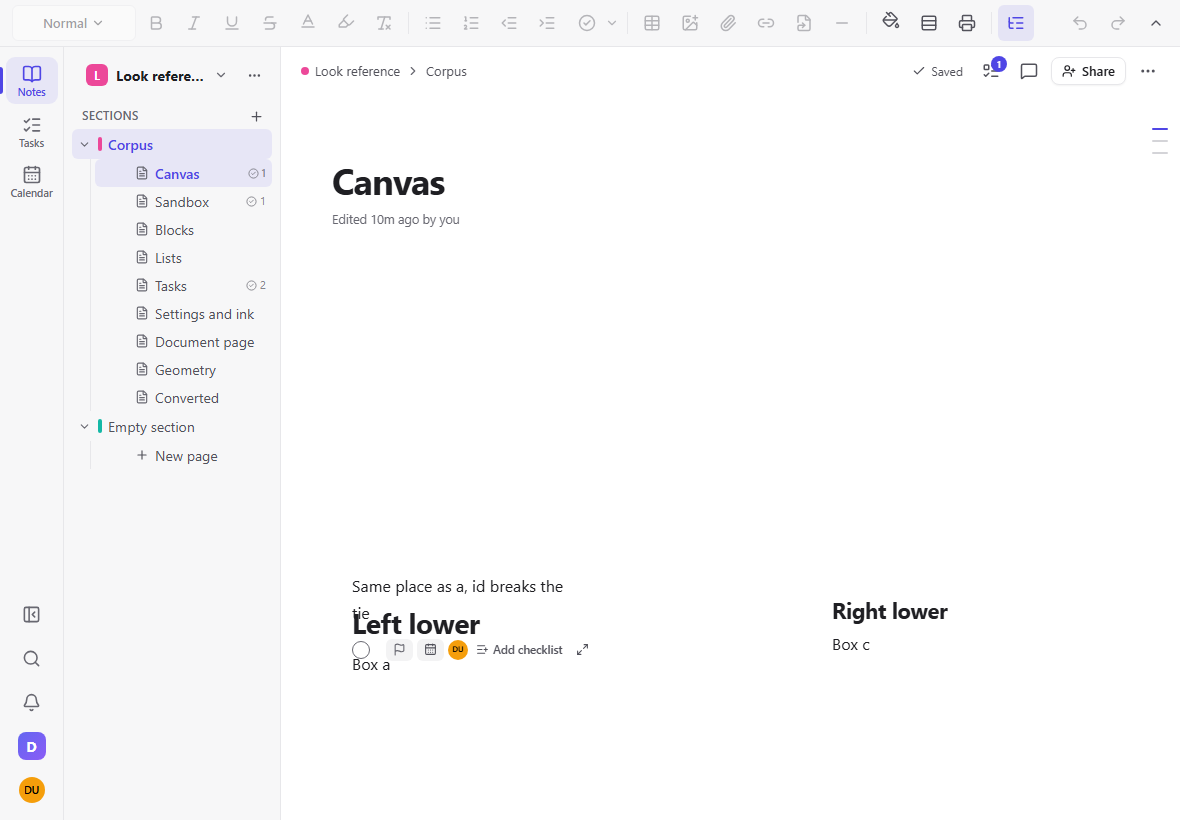 Normal
Notes
Tasks
Calendar
D
DU
L Look refere...
SECTIONS
Corpus
Canvas 1
Sandbox 1
Blocks
Lists
Tasks 2
Settings and ink
Document page
Geometry
Converted
Empty section
New page
Look reference > Corpus
Saved
1
Share
Canvas
Edited 10m ago by you
Same place as a, id breaks the
tie
Left lower
DU Add checklist
Box a
Right lower
Box c